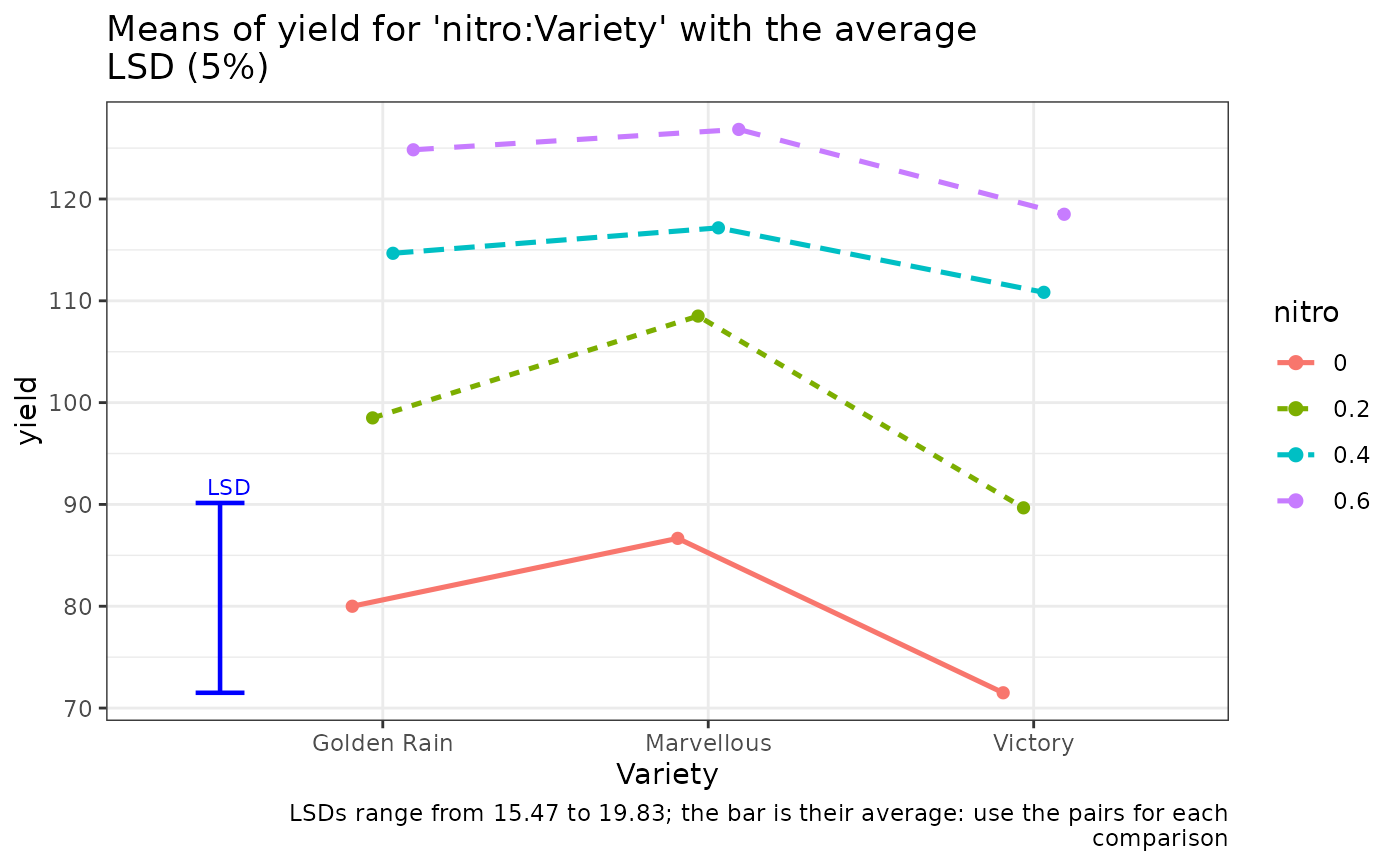 Means of yield for 'nitro:Variety' with the average
LSD (5%)
120
110
100
90
80
70
yield
LSD
Golden Rain
Marvellous
Victory
Variety
nitro
0
0.2
0.4
0.6
LSDs range from 15.47 to 19.83; the bar is their average: use the pairs for each
comparison